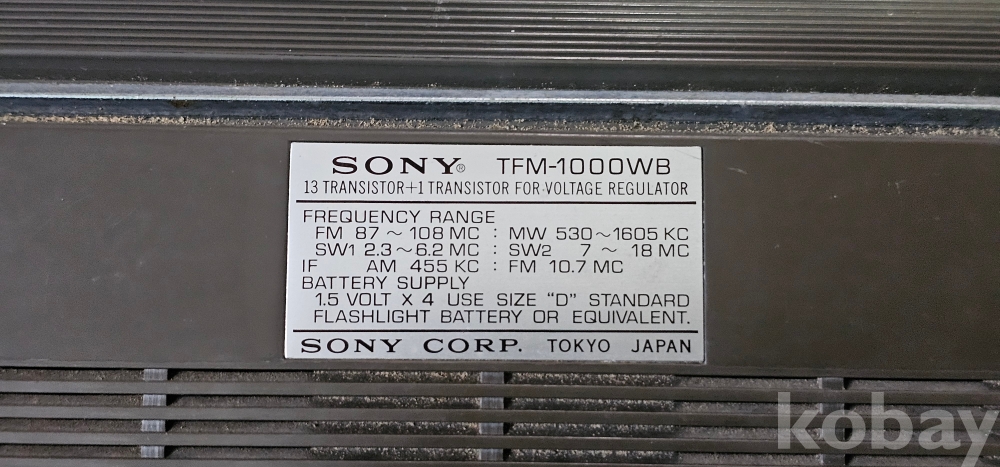 SONY® TFM-1000WB
13 TRANSISTOR+1 TRANSISTOR FOR VOLTAGE REGULATOR
FREQUENCY RANGE
FM 87~108 MC : MW 530~1605 KC
SW1 2.3~6.2 MC : SW2 7~ 18 MC
IF AM 455 KC : FM 10.7 MC
BATTERY SUPPLY
1.5 VOLT X 4 USE SIZE "D" STANDARD
FLASHLIGHT BATTERY OR EQUIVALENT.
SONY CORP. TOKYO JAPAN
kobay